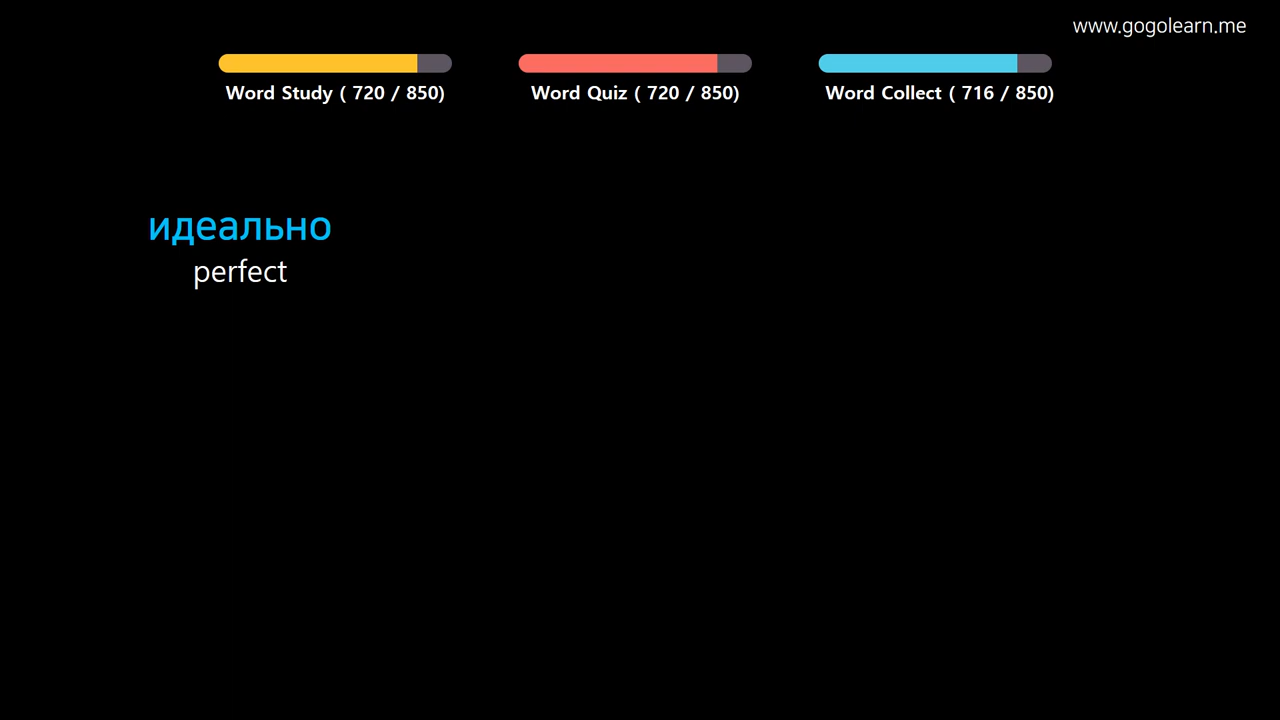 www.gogolearn.me
Word Study ( 720 / 850)
Word Quiz ( 720 / 850)
Word Collect ( 716 / 850)
идеально
perfect